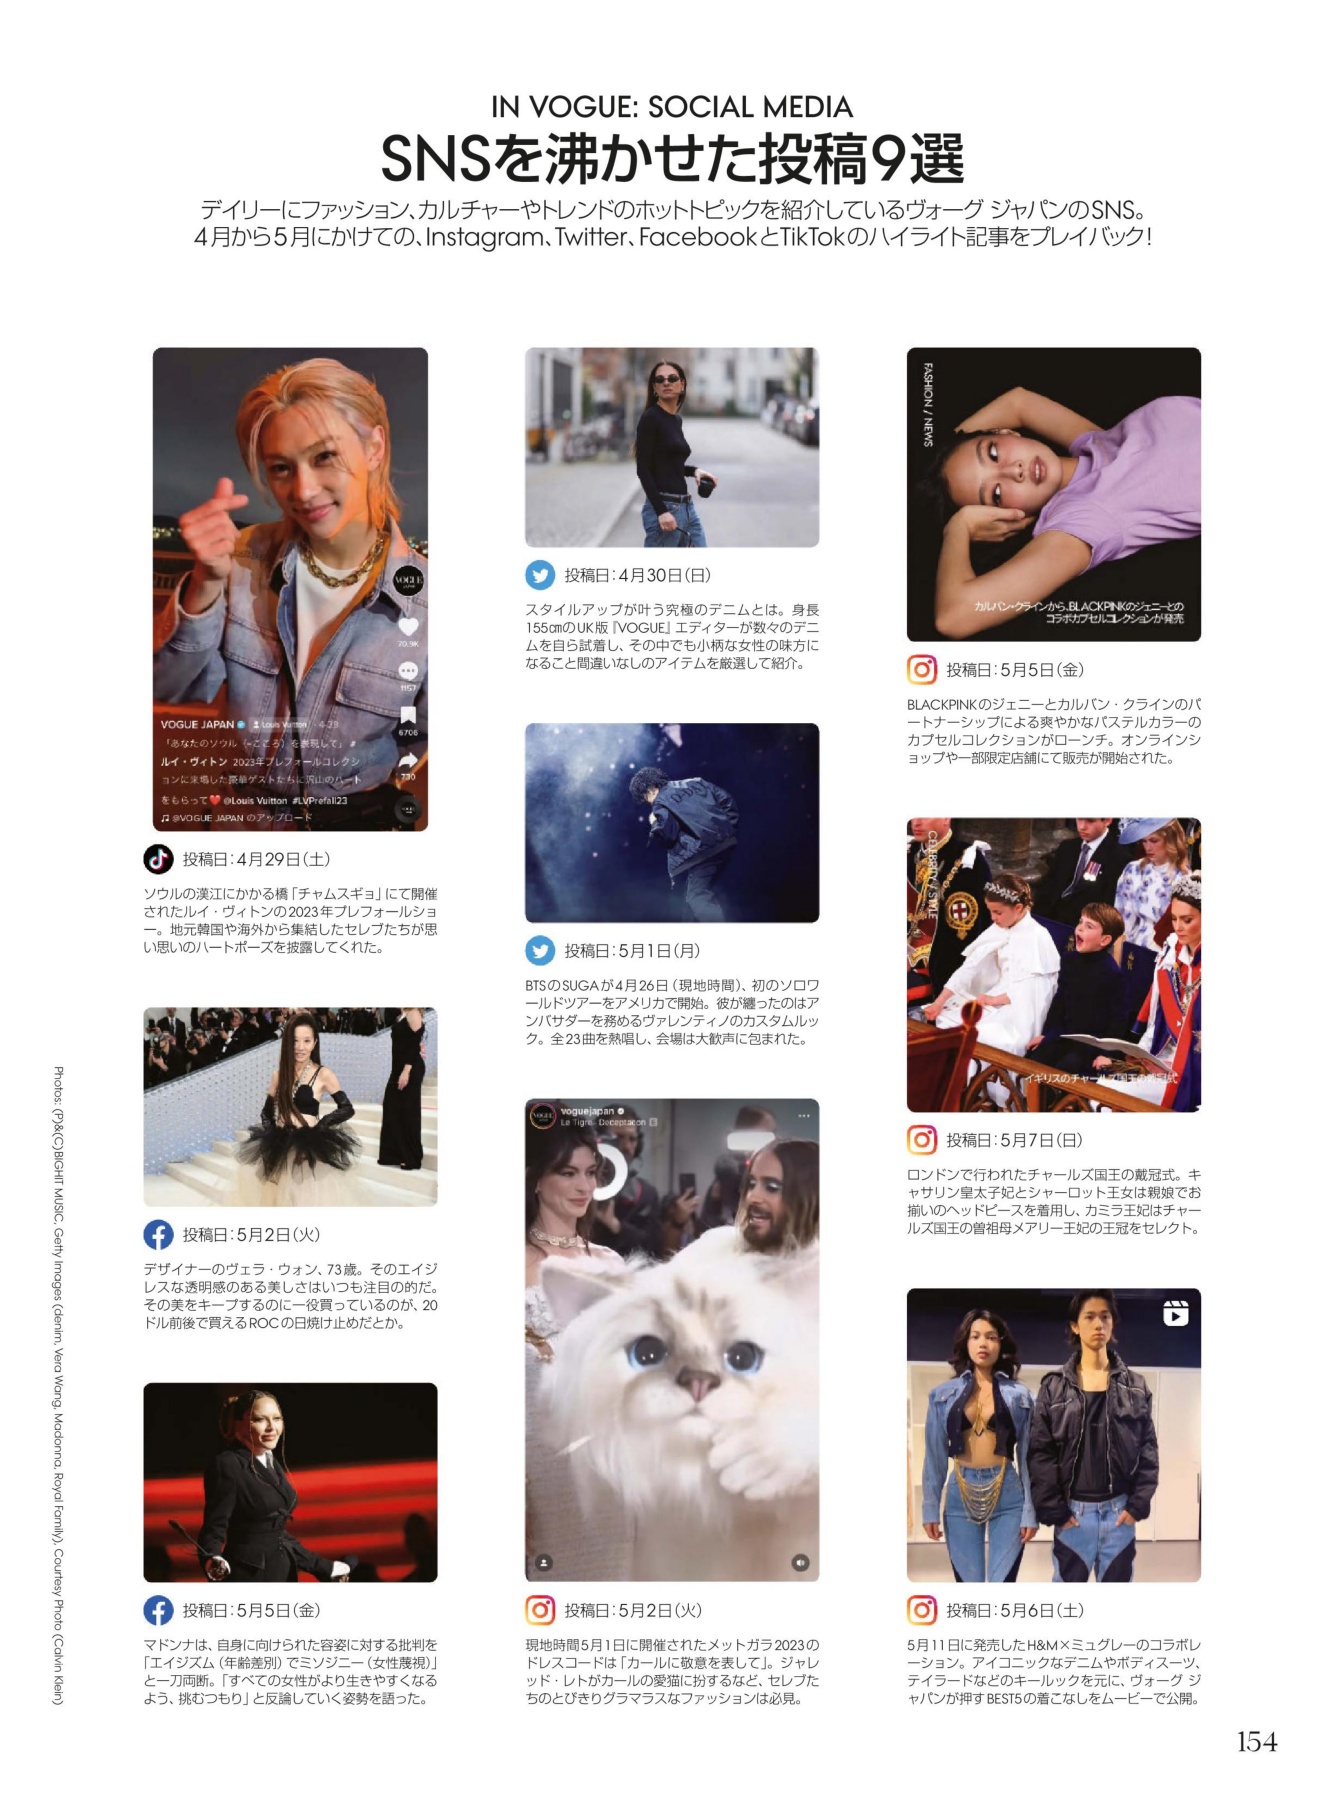 IN VOGUE: SOCIAL MEDIA
SNSを沸かせた投稿9選
デイリーにファッション、カルチャーやトレンドのホットトピックを紹介しているヴォーグ ジャパンのSNS。
4月から5月にかけての、Instagram、Twitter、FacebookとTikTokのハイライト記事をプレイバック！
VOGUE
JAPAN
70.9K
1157
6706
730
VOGUE JAPAN Louis Vuitton · 4-29
「あなたのソウル（=こころ）を表現して」 #
ルイ・ヴィトン 2023年プレフォールコレクシ
ョンに来場した豪華ゲストたちに沢山のハート
をもらって❤ @Louis Vuitton #LVPrefall23
♫ @VOGUE JAPAN のアップロード
投稿日：4月29日（土）
ソウルの漢江にかかる橋「チャムスギョ」にて開催
されたルイ・ヴィトンの2023年プレフォールショ
ー。地元韓国や海外から集結したセレブたちが思
い思いのハートポーズを披露してくれた。
投稿日：5月2日（火）
デザイナーのヴェラ・ウォン、73歳。そのエイジ
レスな透明感のある美しさはいつも注目の的だ。
その美をキープするのに一役買っているのが、20
ドル前後で買えるROCの日焼け止めだとか。
投稿日：5月5日（金）
マドンナは、自身に向けられた容姿に対する批判を
「エイジズム（年齢差別）でミソジニー（女性蔑視）」
と一刀両断。「すべての女性がより生きやすくなる
よう、挑むつもり」と反論していく姿勢を語った。
投稿日：4月30日（日）
スタイルアップが叶う究極のデニムとは。身長
155㎝のUK版『VOGUE』エディターが数々のデニ
ムを自ら試着し、その中でも小柄な女性の味方に
なること間違いなしのアイテムを厳選して紹介。
投稿日：5月1日（月）
BTSのSUGAが4月26日（現地時間）、初のソロワ
ールドツアーをアメリカで開始。彼が纏ったのはア
ンバサダーを務めるヴァレンティノのカスタムルッ
ク。全23曲を熱唱し、会場は大歓声に包まれた。
VOGUE
voguejapan
Le Tigre · Deceptacon
投稿日：5月2日（火）
現地時間5月1日に開催されたメットガラ2023の
ドレスコードは「カールに敬意を表して」。ジャレ
ッド・レトがカールの愛猫に扮するなど、セレブた
ちのとびきりグラマラスなファッションは必見。
FASHION / NEWS
カルバン・クラインから、BLACKPINKのジェニーとの
コラボカプセルコレクションが発売
投稿日：5月5日（金）
BLACKPINKのジェニーとカルバン・クラインのパ
ートナーシップによる爽やかなパステルカラーの
カプセルコレクションがローンチ。オンラインシ
ョップや一部限定店舗にて販売が開始された。
CELEBRITY / STYLE
イギリスのチャールズ国王の戴冠式
投稿日：5月7日（日）
ロンドンで行われたチャールズ国王の戴冠式。キ
ャサリン皇太子妃とシャーロット王女は親娘でお
揃いのヘッドピースを着用し、カミラ王妃はチャー
ルズ国王の曽祖母メアリー王妃の王冠をセレクト。
投稿日：5月6日（土）
5月11日に発売したH&M×ミュグレーのコラボレ
ーション。アイコニックなデニムやボディスーツ、
テイラードなどのキールックを元に、ヴォーグ ジ
ャパンが押すBEST5の着こなしをムービーで公開。
Photos: (P)&(C)BIGHIT MUSIC, Getty Images (denim, Vera Wang, Madonna, Royal Family), Courtesy Photo (Calvin Klein)
154